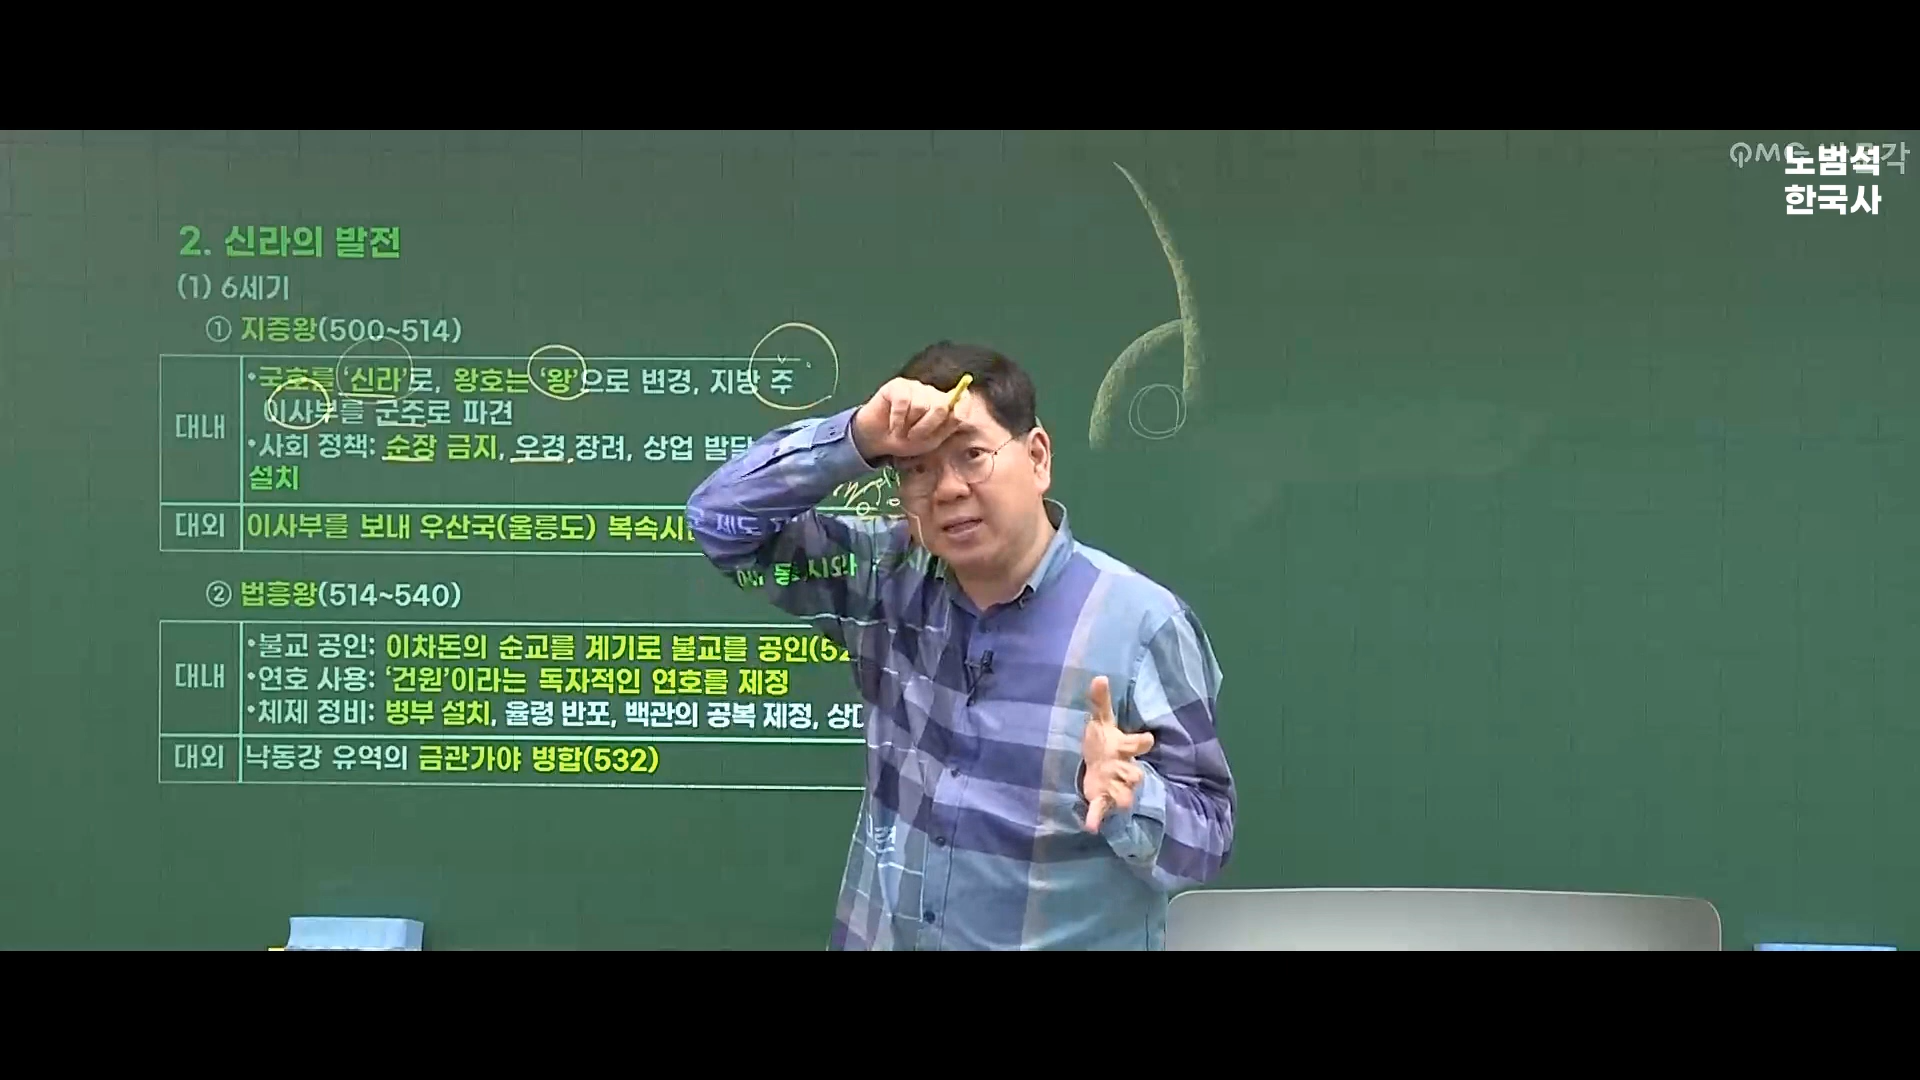 노범석
한국사
2. 신라의 발전
(1) 6세기
① 지증왕(500~514)
대내
•국호를 ‘신라’로, 왕호는 ‘왕’으로 변경, 지방 주
이사부를 군주로 파견
•사회 정책: 순장 금지, 우경 장려, 상업 발달
설치
대외
이사부를 보내 우산국(울릉도) 복속시
② 법흥왕(514~540)
대내
•불교 공인: 이차돈의 순교를 계기로 불교를 공인(52
•연호 사용: ‘건원’이라는 독자적인 연호를 제정
•체제 정비: 병부 설치, 율령 반포, 백관의 공복 제정, 상대
대외
낙동강 유역의 금관가야 병합(532)